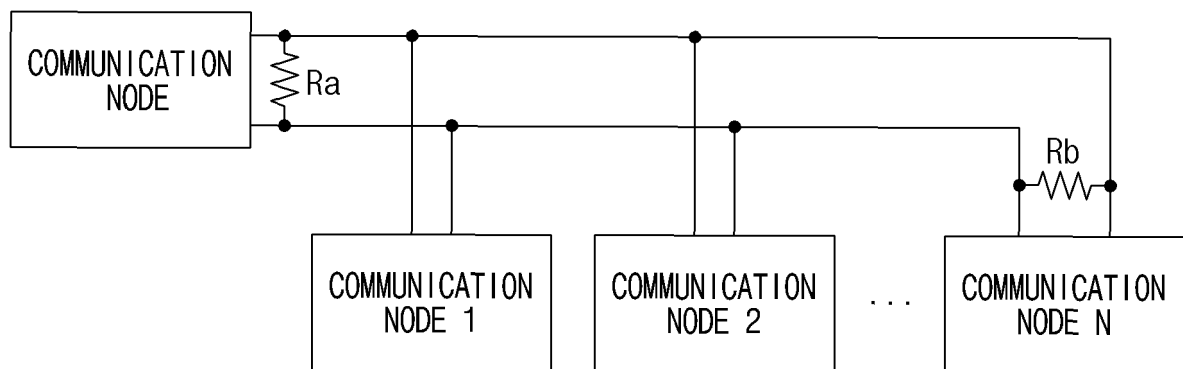 COMMUNICATION
NODE
Ra
Rb
COMMUNICATION
NODE 1
COMMUNICATION
NODE 2
...
COMMUNICATION
NODE N